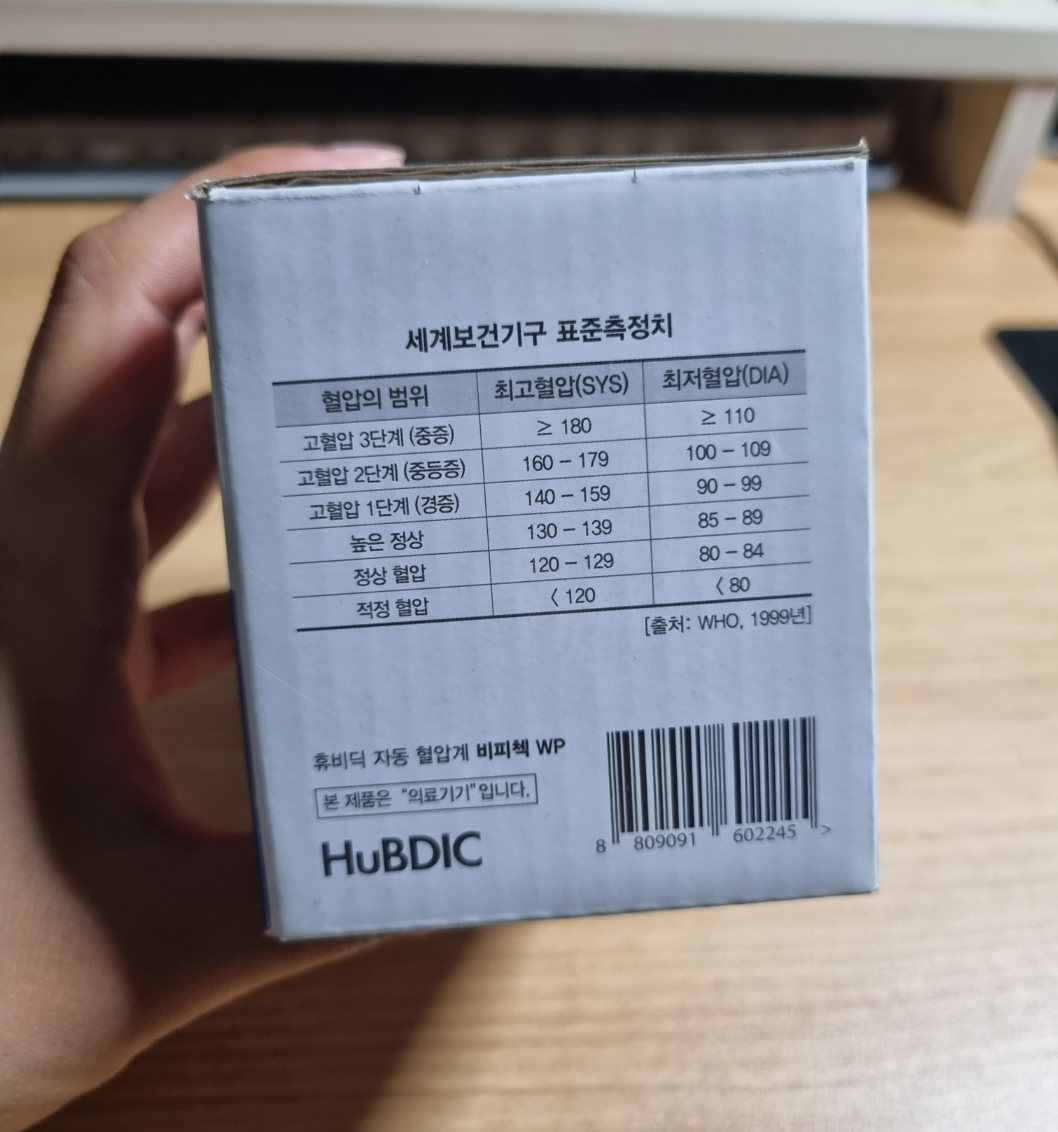 세계보건기구 표준측정치
혈압의 범위 최고혈압(SYS) 최저혈압(DIA)
고혈압 3단계 (중증) ≥ 180 ≥ 110
고혈압 2단계 (중등증) 160 – 179 100 – 109
고혈압 1단계 (경증) 140 – 159 90 – 99
높은 정상 130 – 139 85 – 89
정상 혈압 120 – 129 80 – 84
적정 혈압 〈 120 〈 80
[출처: WHO, 1999년]
휴비딕 자동 혈압계 비피첵 WP
본 제품은 “의료기기”입니다.
HuBDIC
8 809091 602245 >